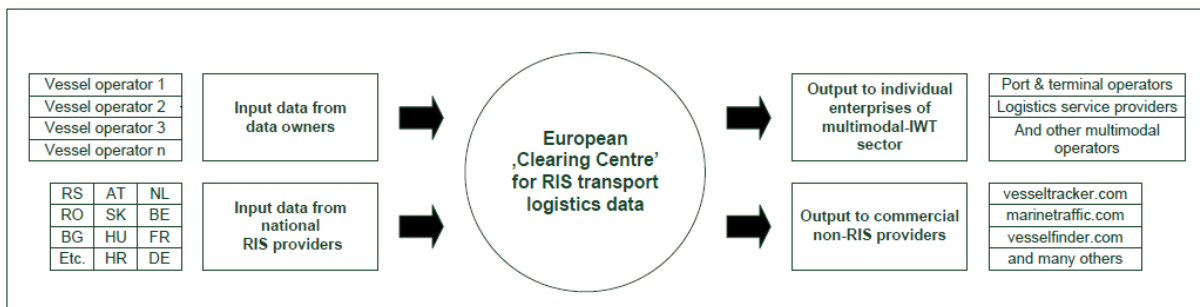 Vessel operator 1
Vessel operator 2
Vessel operator 3
Vessel operator n
Input data from
data owners
RS AT NL
RO SK BE
BG HU FR
Etc. HR DE
Input data from
national
RIS providers
European
‚Clearing Centre’
for RIS transport
logistics data
Output to individual
enterprises of
multimodal-IWT
sector
Port & terminal operators
Logistics service providers
And other multimodal
operators
Output to commercial
non-RIS providers
vesseltracker.com
marinetraffic.com
vesselfinder.com
and many others